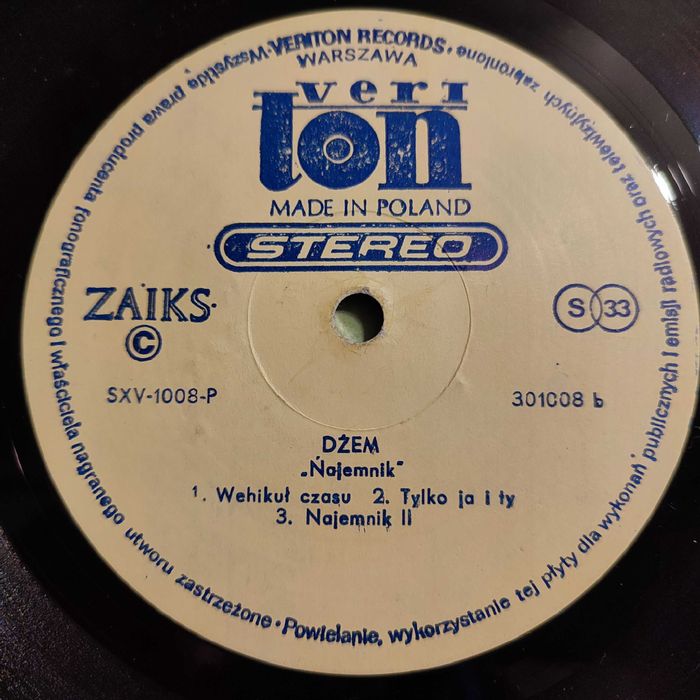 Wszystkie prawa producenta fonograficznego i właściciela nagranego utworu zastrzeżone • Powielanie, wykorzystanie tej płyty dla wykonań publicznych i emisji radiowych oraz telewizyjnych zabronione •
VERITON RECORDS •
WARSZAWA
veri
ton
MADE IN POLAND
STEREO
ZAIKS.
©
S 33
SXV-1008-P
301008 b
DŻEM
„Najemnik"
1. Wehikuł czasu 2. Tylko ja i ty
3. Najemnik II